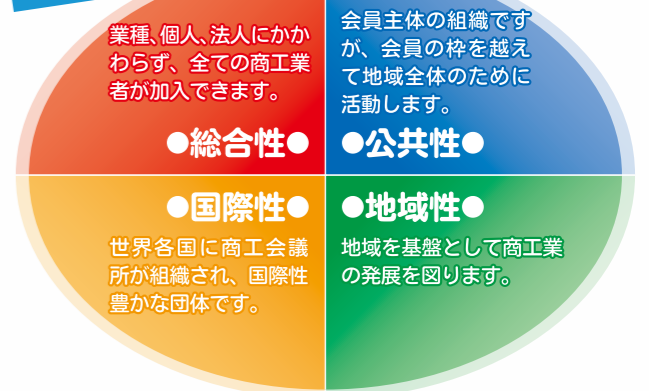 業種、個人、法人にかか
わらず、全ての商工業
者が加入できます。
●総合性●
会員主体の組織です
が、会員の枠を越え
て地域全体のために
活動します。
●公共性●
●国際性●
世界各国に商工会議
所が組織され、国際性
豊かな団体です。
●地域性●
地域を基盤として商工業
の発展を図ります。